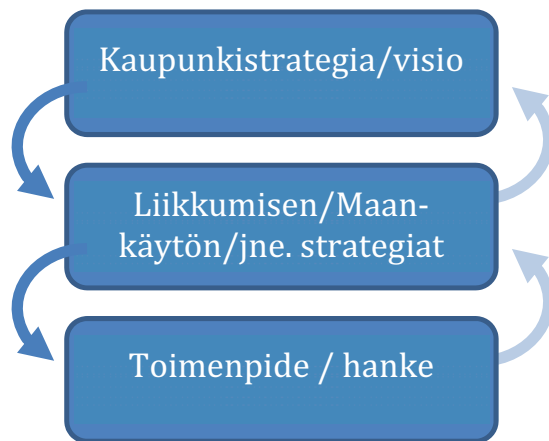 Kaupunkistrategia/visio
Liikkumisen/Maan-
käytön/jne. strategiat
Toimenpide / hanke